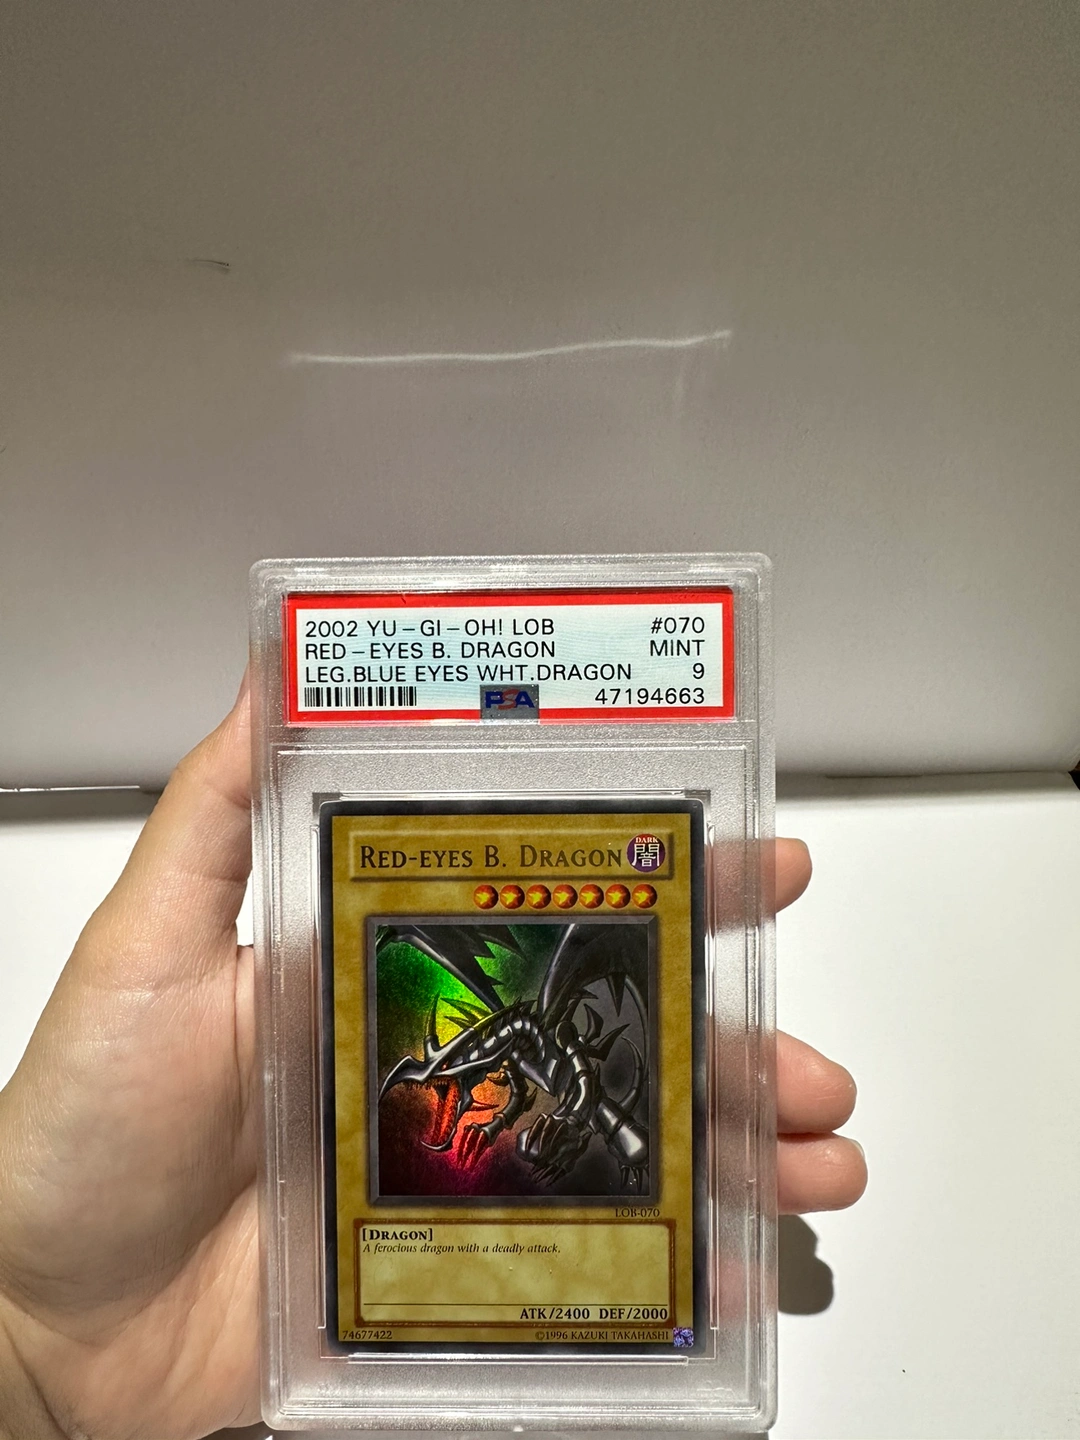 2002 YU-GI-OH! LOB #070
RED-EYES B. DRAGON MINT
LEG.BLUE EYES WHT.DRAGON 9
PSA 47194663
RED-EYES B. DRAGON
DARK
闇
LOB-070
[DRAGON]
A ferocious dragon with a deadly attack.
ATK/2400 DEF/2000
74677422 ©1996 KAZUKI TAKAHASHI